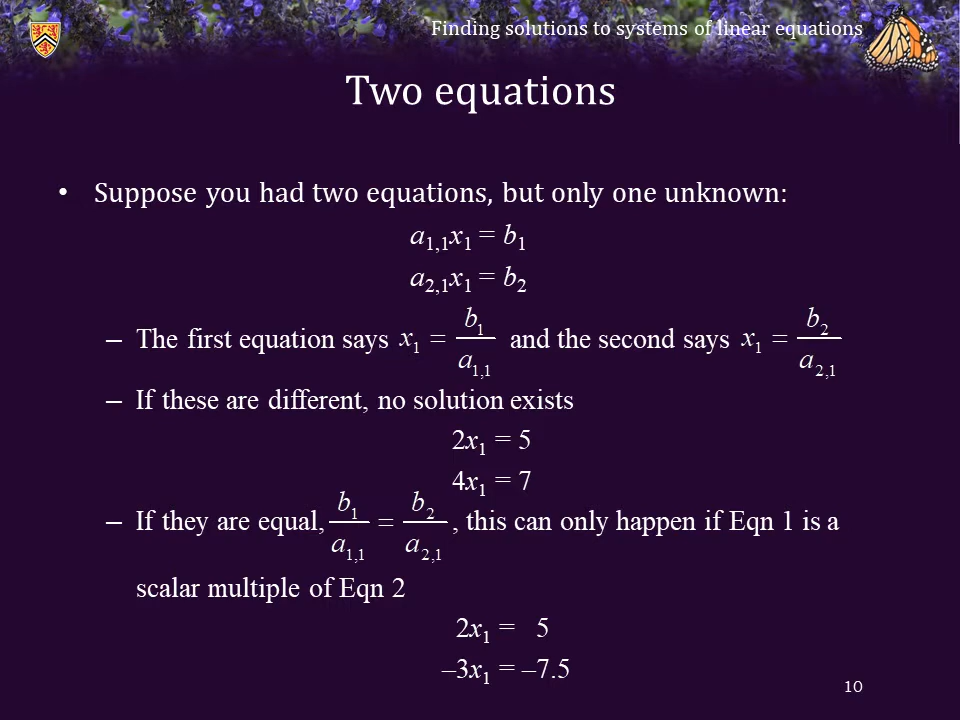 Finding solutions to systems of linear equations
Two equations
• Suppose you had two equations, but only one unknown:
a₁,₁x₁ = b₁
a₂,₁x₁ = b₂
– The first equation says x₁ = b₁/a₁,₁ and the second says x₁ = b₂/a₂,₁
– If these are different, no solution exists
2x₁ = 5
4x₁ = 7
– If they are equal, b₁/a₁,₁ = b₂/a₂,₁ , this can only happen if Eqn 1 is a
scalar multiple of Eqn 2
2x₁ = 5
–3x₁ = –7.5
10